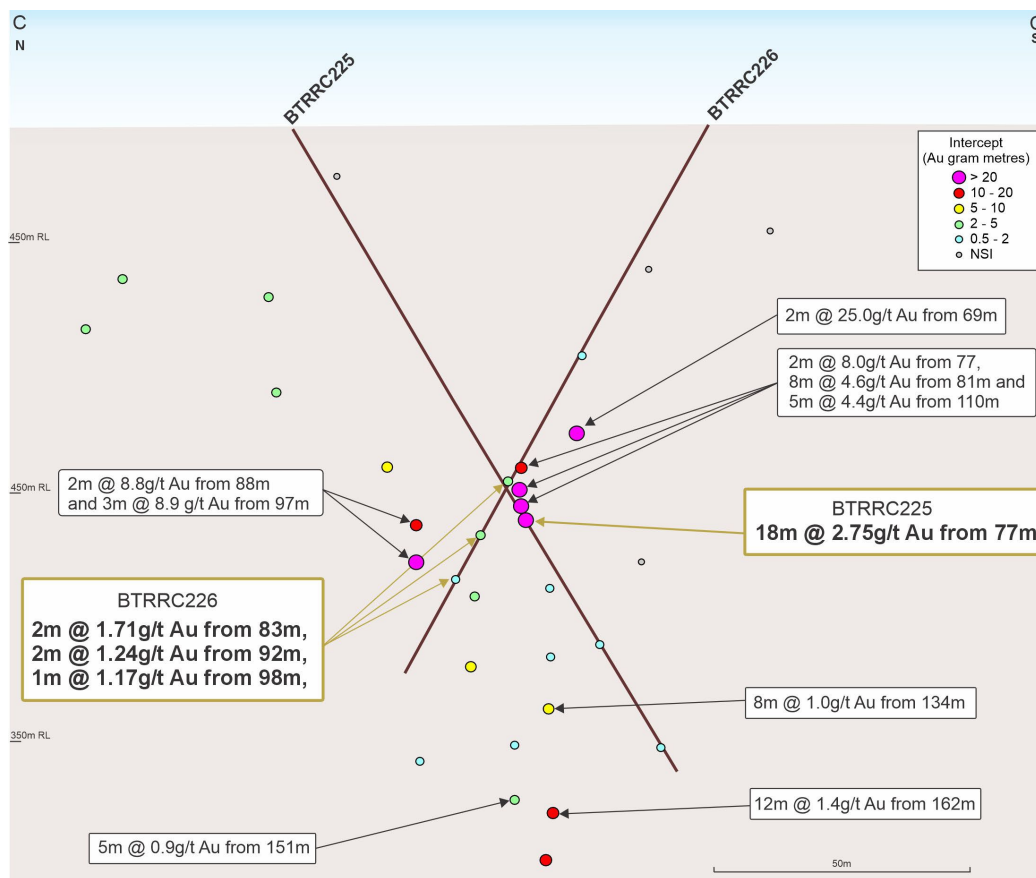 C
N
BTRRC225
BTRRC226
Intercept
(Au gram metres)
> 20
10 - 20
5 - 10
2 - 5
0.5 - 2
NSI
450m RL
2m @ 25.0g/t Au from 69m
2m @ 8.0g/t Au from 77,
8m @ 4.6g/t Au from 81m and
5m @ 4.4g/t Au from 110m
450m RL
2m @ 8.8g/t Au from 88m
and 3m @ 8.9 g/t Au from 97m
BTRRC225
18m @ 2.75g/t Au from 77m
BTRRC226
2m @ 1.71g/t Au from 83m,
2m @ 1.24g/t Au from 92m,
1m @ 1.17g/t Au from 98m,
8m @ 1.0g/t Au from 134m
350m RL
12m @ 1.4g/t Au from 162m
5m @ 0.9g/t Au from 151m
50m